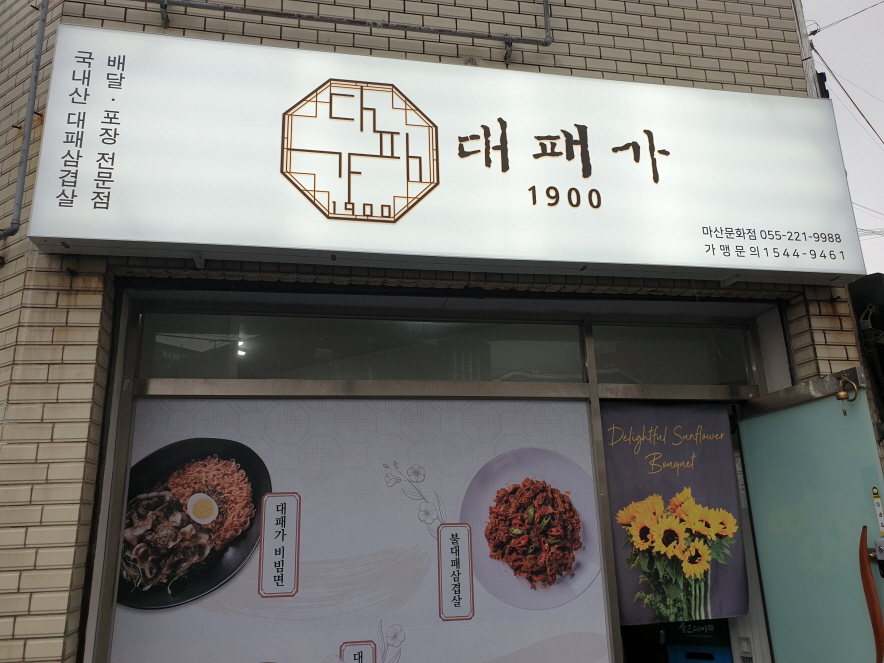 배달 · 포장 전문점
국내산 대패삼겹살
대패가
1900
대패가
1900
마산문화점 055-221-9988
가맹문의 1544-9461
대패가 비빔면
불대패삼겹살
Delightful Sunflower
Bouquet
대